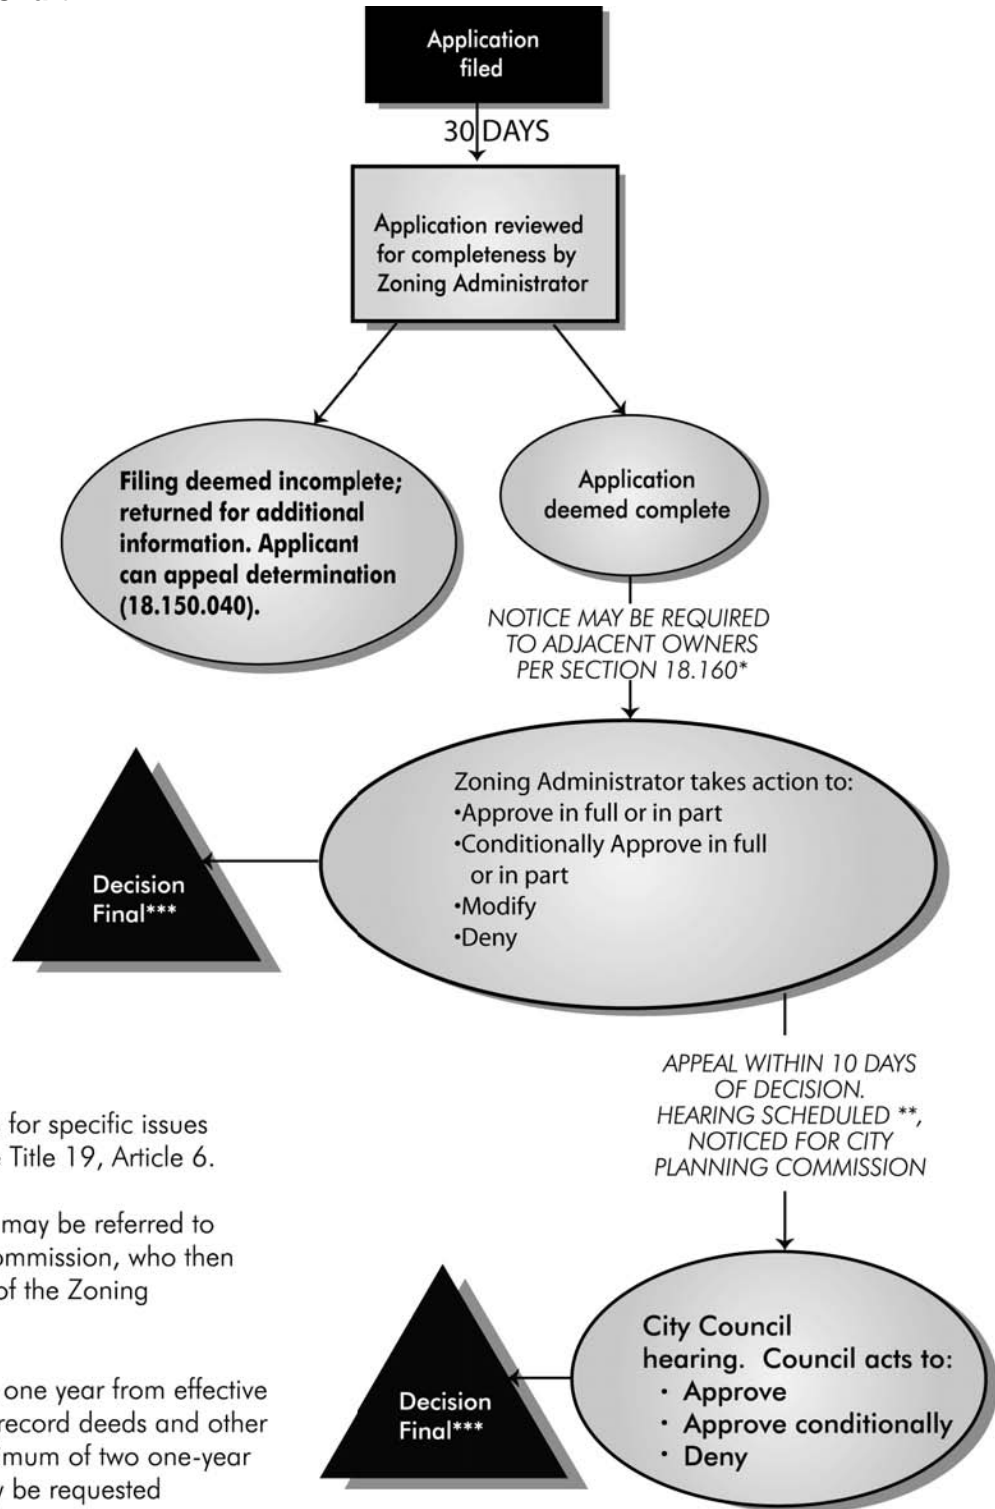 Application
filed
30 DAYS
Application reviewed
for completeness by
Zoning Administrator
Filing deemed incomplete;
returned for additional
information. Applicant
can appeal determination
(18.150.040).
Application
deemed complete
NOTICE MAY BE REQUIRED
TO ADJACENT OWNERS
PER SECTION 18.160*
Zoning Administrator takes action to:
•Approve in full or in part
•Conditionally Approve in full
or in part
•Modify
•Deny
Decision
Final***
APPEAL WITHIN 10 DAYS
OF DECISION.
HEARING SCHEDULED **,
NOTICED FOR CITY
PLANNING COMMISSION
City Council
hearing. Council acts to:
• Approve
• Approve conditionally
• Deny
Decision
Final***
for specific issues
Title 19, Article 6.
may be referred to
ommission, who then
of the Zoning
one year from effective
record deeds and other
imum of two one-year
be requested